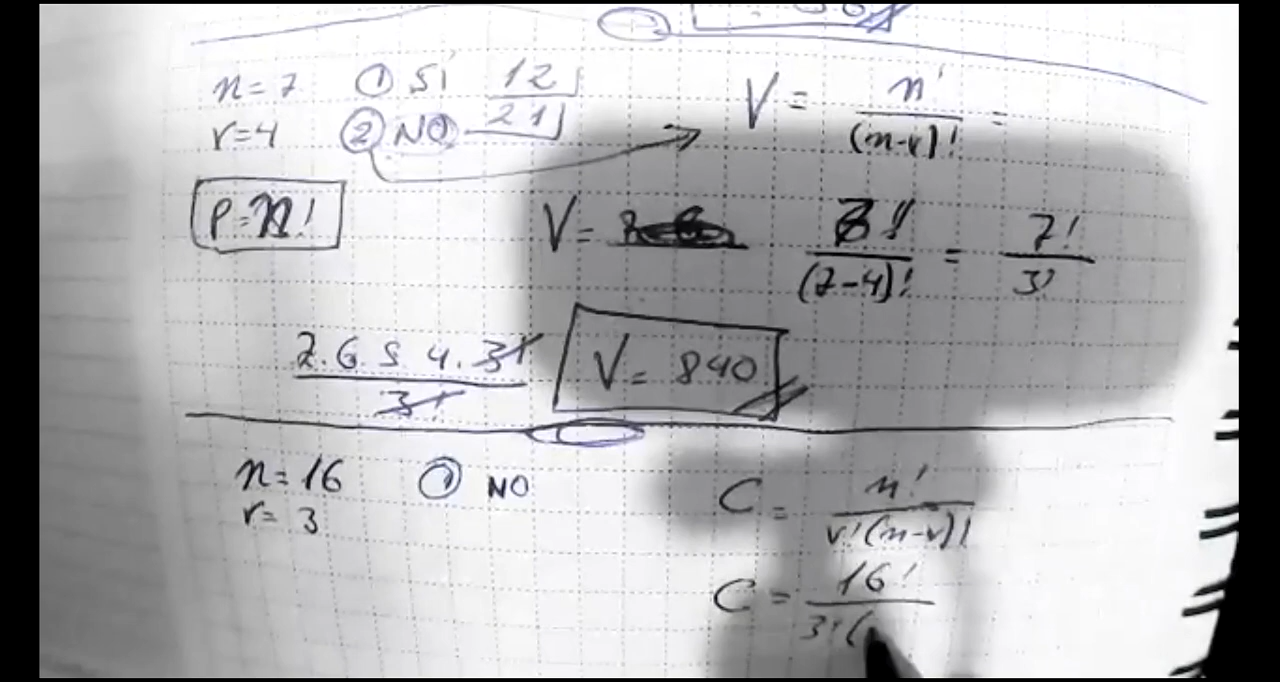 n=7 ① Sí 12 V = n! / (n-r)! =
r=4 ② NO 21
P=n! V= 7! / (7-4)! = 7! / 3!
7.6.5 4.3! / 3! V= 840
n=16 ① NO C = n! / r!(n-r)!
r= 3
C = 16! / 3!(